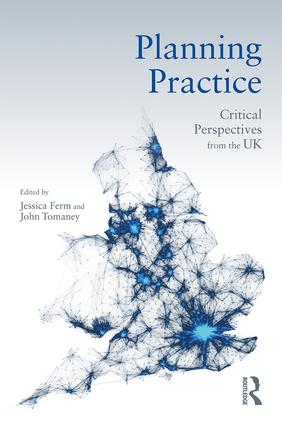 Planning
Practice
Critical
Perspectives
from the UK
Edited by
Jessica Ferm and
John Tomaney
ROUTLEDGE